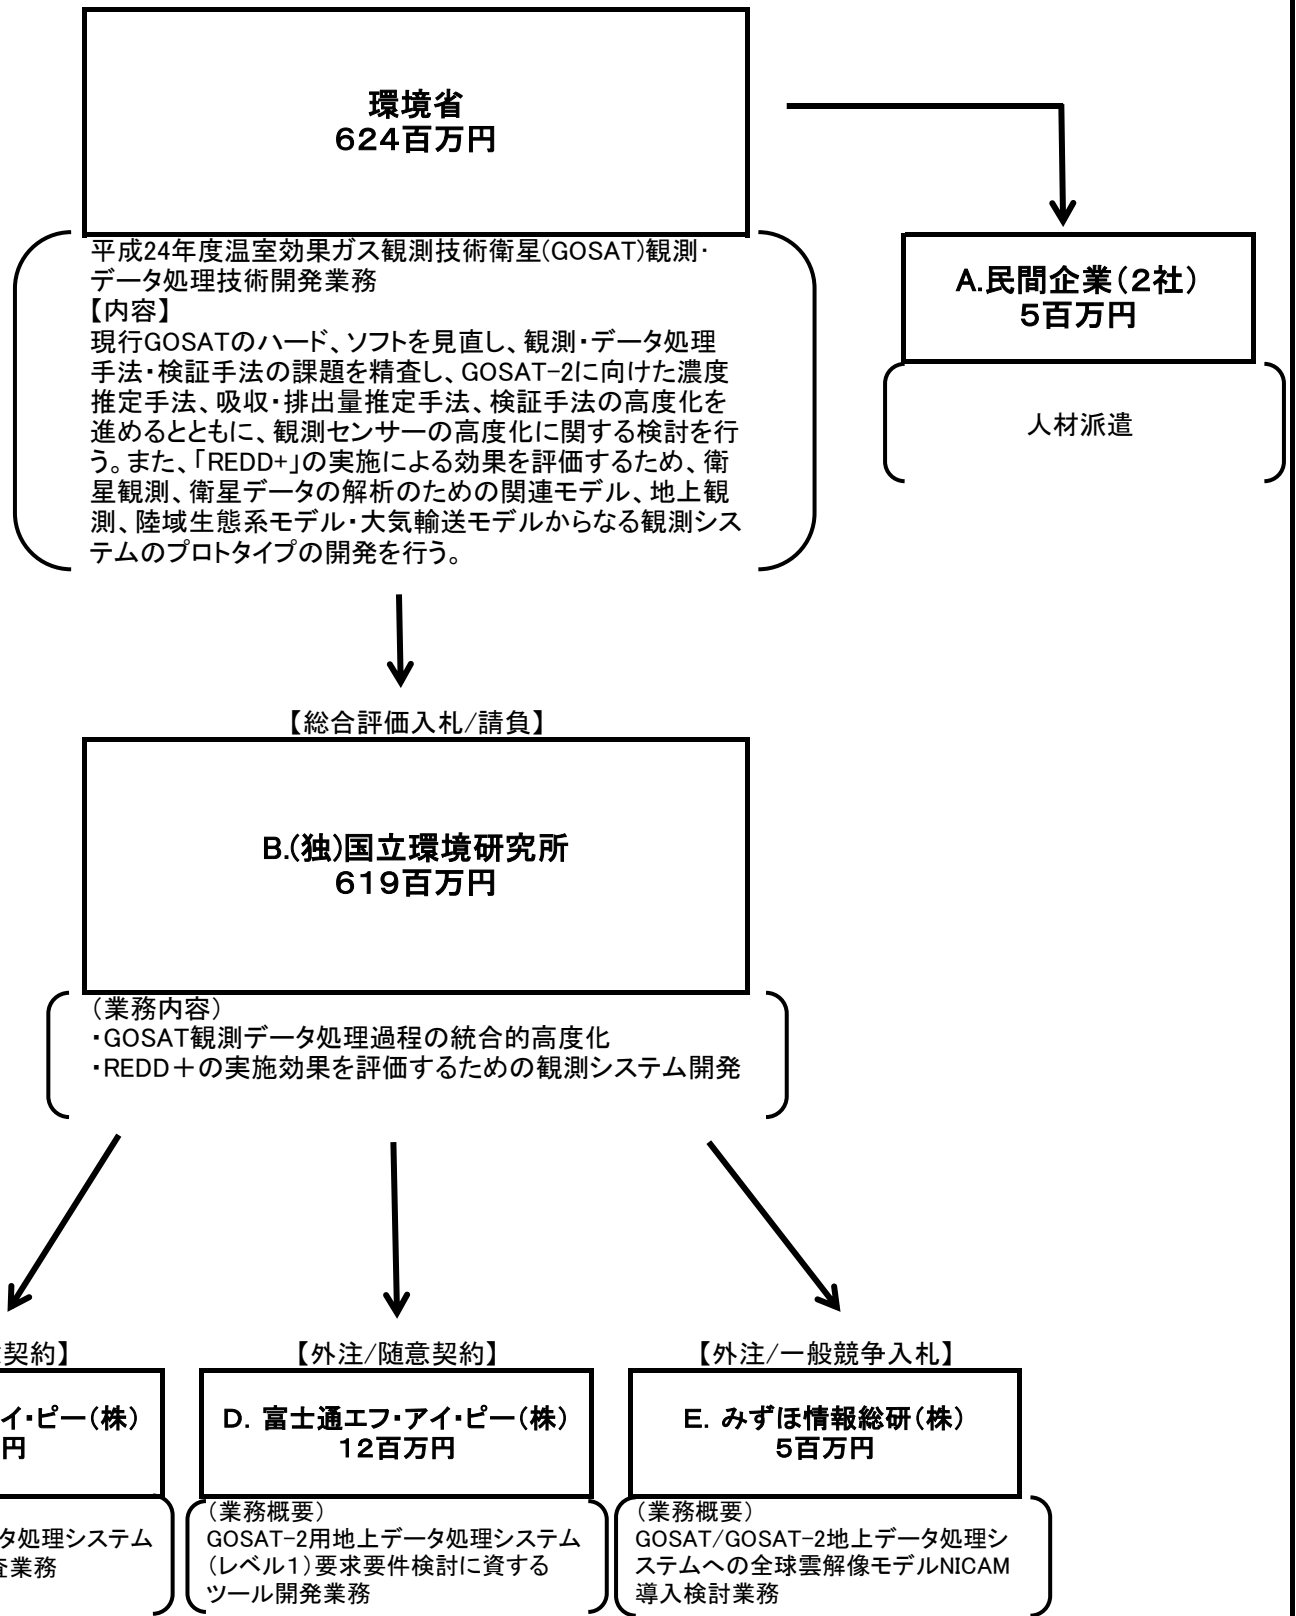 環境省
624百万円
平成24年度温室効果ガス観測技術衛星(GOSAT)観測・
データ処理技術開発業務
【内容】
現行GOSATのハード、ソフトを見直し、観測・データ処理
手法・検証手法の課題を精査し、GOSAT-2に向けた濃度
推定手法、吸収・排出量推定手法、検証手法の高度化を
進めるとともに、観測センサーの高度化に関する検討を行
う。また、「REDD+」の実施による効果を評価するため、衛
星観測、衛星データの解析のための関連モデル、地上観
測、陸域生態系モデル・大気輸送モデルからなる観測シス
テムのプロトタイプの開発を行う。
A.民間企業（２社）
５百万円
人材派遣
【総合評価入札/請負】
B.(独)国立環境研究所
619百万円
（業務内容）
・GOSAT観測データ処理過程の統合的高度化
・REDD＋の実施効果を評価するための観測システム開発
契約】
イ・ピー（株）
円
タ処理システム
査業務
【外注/随意契約】
D. 富士通エフ・アイ・ピー（株）
12百万円
（業務概要）
GOSAT-2用地上データ処理システム
（レベル１）要求要件検討に資する
ツール開発業務
【外注/一般競争入札】
E. みずほ情報総研（株）
5百万円
（業務概要）
GOSAT/GOSAT-2地上データ処理シ
ステムへの全球雲解像モデルNICAM
導入検討業務